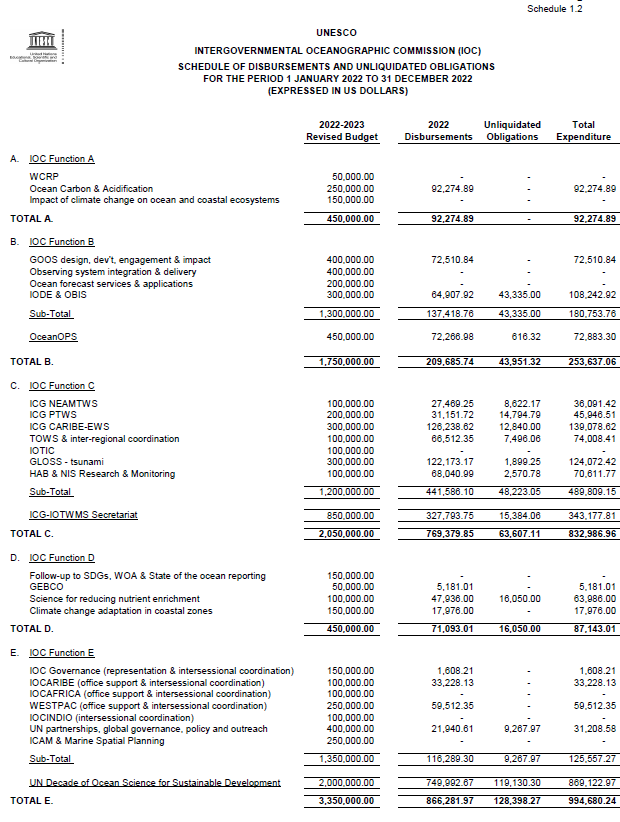 Schedule 1.2
UNESCO
United Nations
Educational, Scientific and
Cultural Organization
INTERGOVERNMENTAL OCEANOGRAPHIC COMMISSION (IOC)
SCHEDULE OF DISBURSEMENTS AND UNLIQUIDATED OBLIGATIONS
FOR THE PERIOD 1 JANUARY 2022 TO 31 DECEMBER 2022
(EXPRESSED IN US DOLLARS)
2022-2023 2022 Unliquidated Total
Revised Budget Disbursements Obligations Expenditure
A. IOC Function A
WCRP 50,000.00 - - -
Ocean Carbon & Acidification 250,000.00 92,274.89 - 92,274.89
Impact of climate change on ocean and coastal ecosystems 150,000.00 - - -
TOTAL A. 450,000.00 92,274.89 - 92,274.89
B. IOC Function B
GOOS design, dev't, engagement & impact 400,000.00 72,510.84 - 72,510.84
Observing system integration & delivery 400,000.00 - - -
Ocean forecast services & applications 200,000.00 - - -
IODE & OBIS 300,000.00 64,907.92 43,335.00 108,242.92
Sub-Total 1,300,000.00 137,418.76 43,335.00 180,753.76
OceanOPS 450,000.00 72,266.98 616.32 72,883.30
TOTAL B. 1,750,000.00 209,685.74 43,951.32 253,637.06
C. IOC Function C
ICG NEAMTWS 100,000.00 27,469.25 8,622.17 36,091.42
ICG PTWS 200,000.00 31,151.72 14,794.79 45,946.51
ICG CARIBE-EWS 300,000.00 126,238.62 12,840.00 139,078.62
TOWS & inter-regional coordination 100,000.00 66,512.35 7,496.06 74,008.41
IOTIC 100,000.00 - - -
GLOSS - tsunami 300,000.00 122,173.17 1,899.25 124,072.42
HAB & NIS Research & Monitoring 100,000.00 68,040.99 2,570.78 70,611.77
Sub-Total 1,200,000.00 441,586.10 48,223.05 489,809.15
ICG-IOTWMS Secretariat 850,000.00 327,793.75 15,384.06 343,177.81
TOTAL C. 2,050,000.00 769,379.85 63,607.11 832,986.96
D. IOC Function D
Follow-up to SDGs, WOA & State of the ocean reporting 150,000.00 - - -
GEBCO 50,000.00 5,181.01 - 5,181.01
Science for reducing nutrient enrichment 100,000.00 47,936.00 16,050.00 63,986.00
Climate change adaptation in coastal zones 150,000.00 17,976.00 - 17,976.00
TOTAL D. 450,000.00 71,093.01 16,050.00 87,143.01
E. IOC Function E
IOC Governance (representation & intersessional coordination) 150,000.00 1,608.21 - 1,608.21
IOCARIBE (office support & intersessional coordination) 100,000.00 33,228.13 - 33,228.13
IOCAFRICA (office support & intersessional coordination) 100,000.00 - - -
WESTPAC (office support & intersessional coordination) 250,000.00 59,512.35 - 59,512.35
IOCINDIO (intersessional coordination) 100,000.00 - - -
UN partnerships, global governance, policy and outreach 400,000.00 21,940.61 9,267.97 31,208.58
ICAM & Marine Spatial Planning 250,000.00 - - -
Sub-Total 1,350,000.00 116,289.30 9,267.97 125,557.27
UN Decade of Ocean Science for Sustainable Development 2,000,000.00 749,992.67 119,130.30 869,122.97
TOTAL E. 3,350,000.00 866,281.97 128,398.27 994,680.24